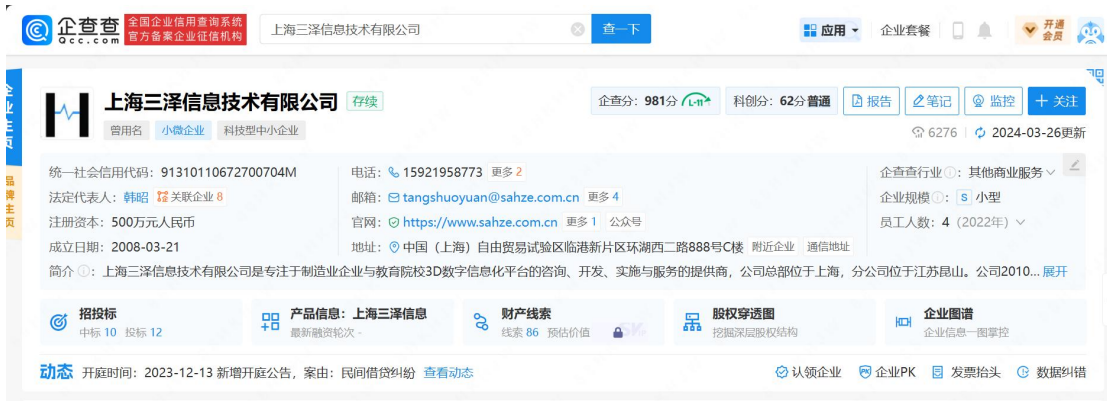 企查查 全国企业信用查询系统 上海三泽信息技术有限公司 查一下 应用 企业套餐 开通
Qcc.com 官方备案企业征信机构 会员
企业主页
上海三泽信息技术有限公司 存续 企查分：981分 科创分：62分普通 报告 笔记 监控 + 关注
曾用名 小微企业 科技型中小企业 6276 2024-03-26更新
品牌主页
统一社会信用代码：91310110672700704M 电话：15921958773 更多 2 企查查行业：其他商业服务
法定代表人：韩昭 关联企业 8 邮箱：tangshuoyuan@sahze.com.cn 更多 4 企业规模：S 小型
注册资本：500万元人民币 官网：https://www.sahze.com.cn 更多 1 公众号 员工人数：4（2022年）
成立日期：2008-03-21 地址：中国（上海）自由贸易试验区临港新片区环湖西二路888号C楼 附近企业 通信地址
简介：上海三泽信息技术有限公司是专注于制造业企业与教育院校3D数字信息化平台的咨询、开发、实施与服务的提供商，公司总部位于上海，分公司位于江苏昆山。公司2010... 展开
招投标 产品信息：上海三泽信息 财产线索 股权穿透图 企业图谱
中标 10 投标 12 最新融资轮次 - 线索 86 预估价值 挖掘深层股权结构 企业信息一图掌控
动态 开庭时间：2023-12-13 新增开庭公告，案由：民间借贷纠纷 查看动态 认领企业 企业PK 发票抬头 数据纠错